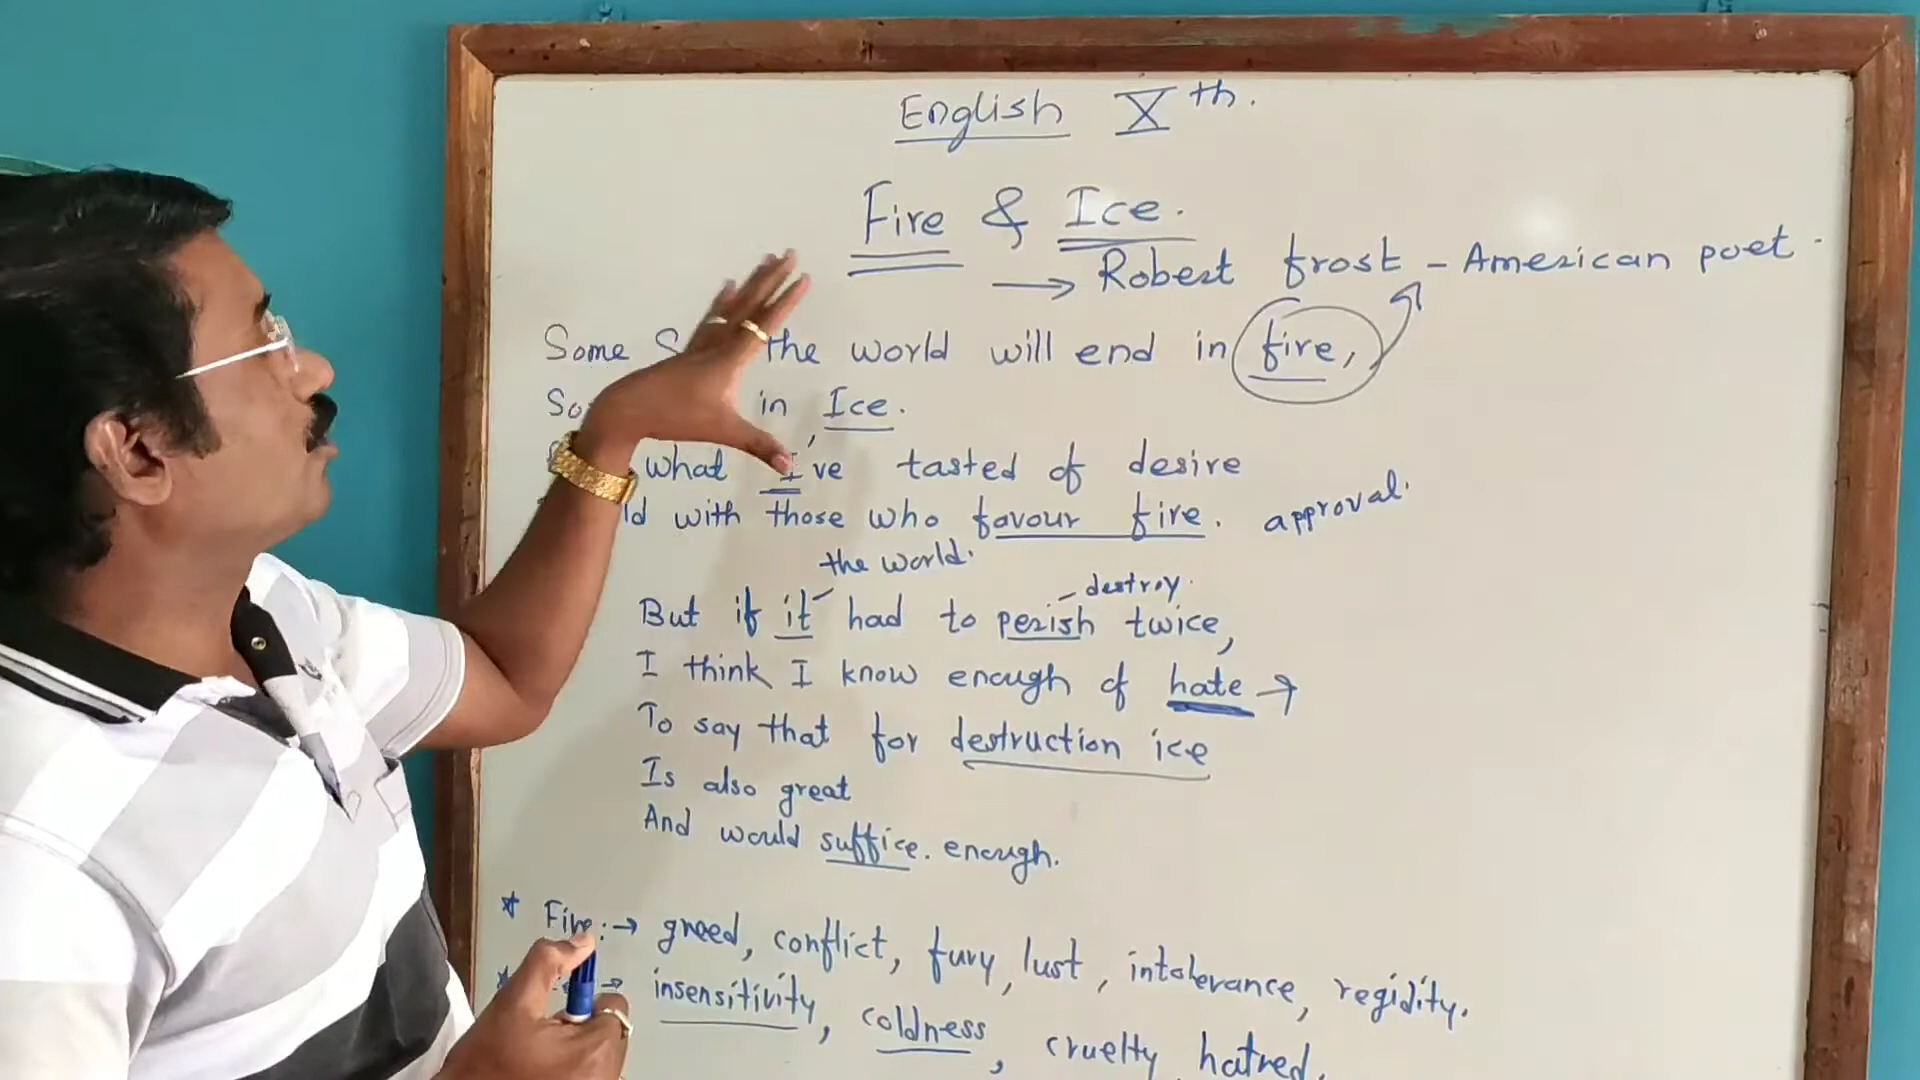 English Xth.
Fire & Ice.
→ Robert frost - American poet.
Some the world will end in fire,
in Ice.
what I've tasted of desire
with those who favour fire. approval.
the world.
destroy.
But if it had to perish twice,
I think I know enough of hate →
To say that for destruction ice
Is also great
And would suffice. enough.
* Fire:→ greed, conflict, fury, lust, intolerance, regidity.
* → insensitivity, coldness, cruelty hatred.